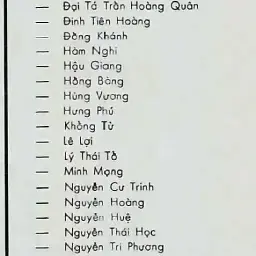 — Đại Tá Trần Hoàng Quân
— Đinh Tiên Hoàng
— Đồng Khánh
— Hàm Nghi
— Hậu Giang
— Hồng Bàng
— Hùng Vương
— Hưng Phú
— Khổng Tử
— Lê Lợi
— Lý Thái Tổ
— Minh Mạng
— Nguyễn Cư Trinh
— Nguyễn Hoàng
— Nguyễn Huệ
— Nguyễn Thái Học
— Nguyễn Tri Phương